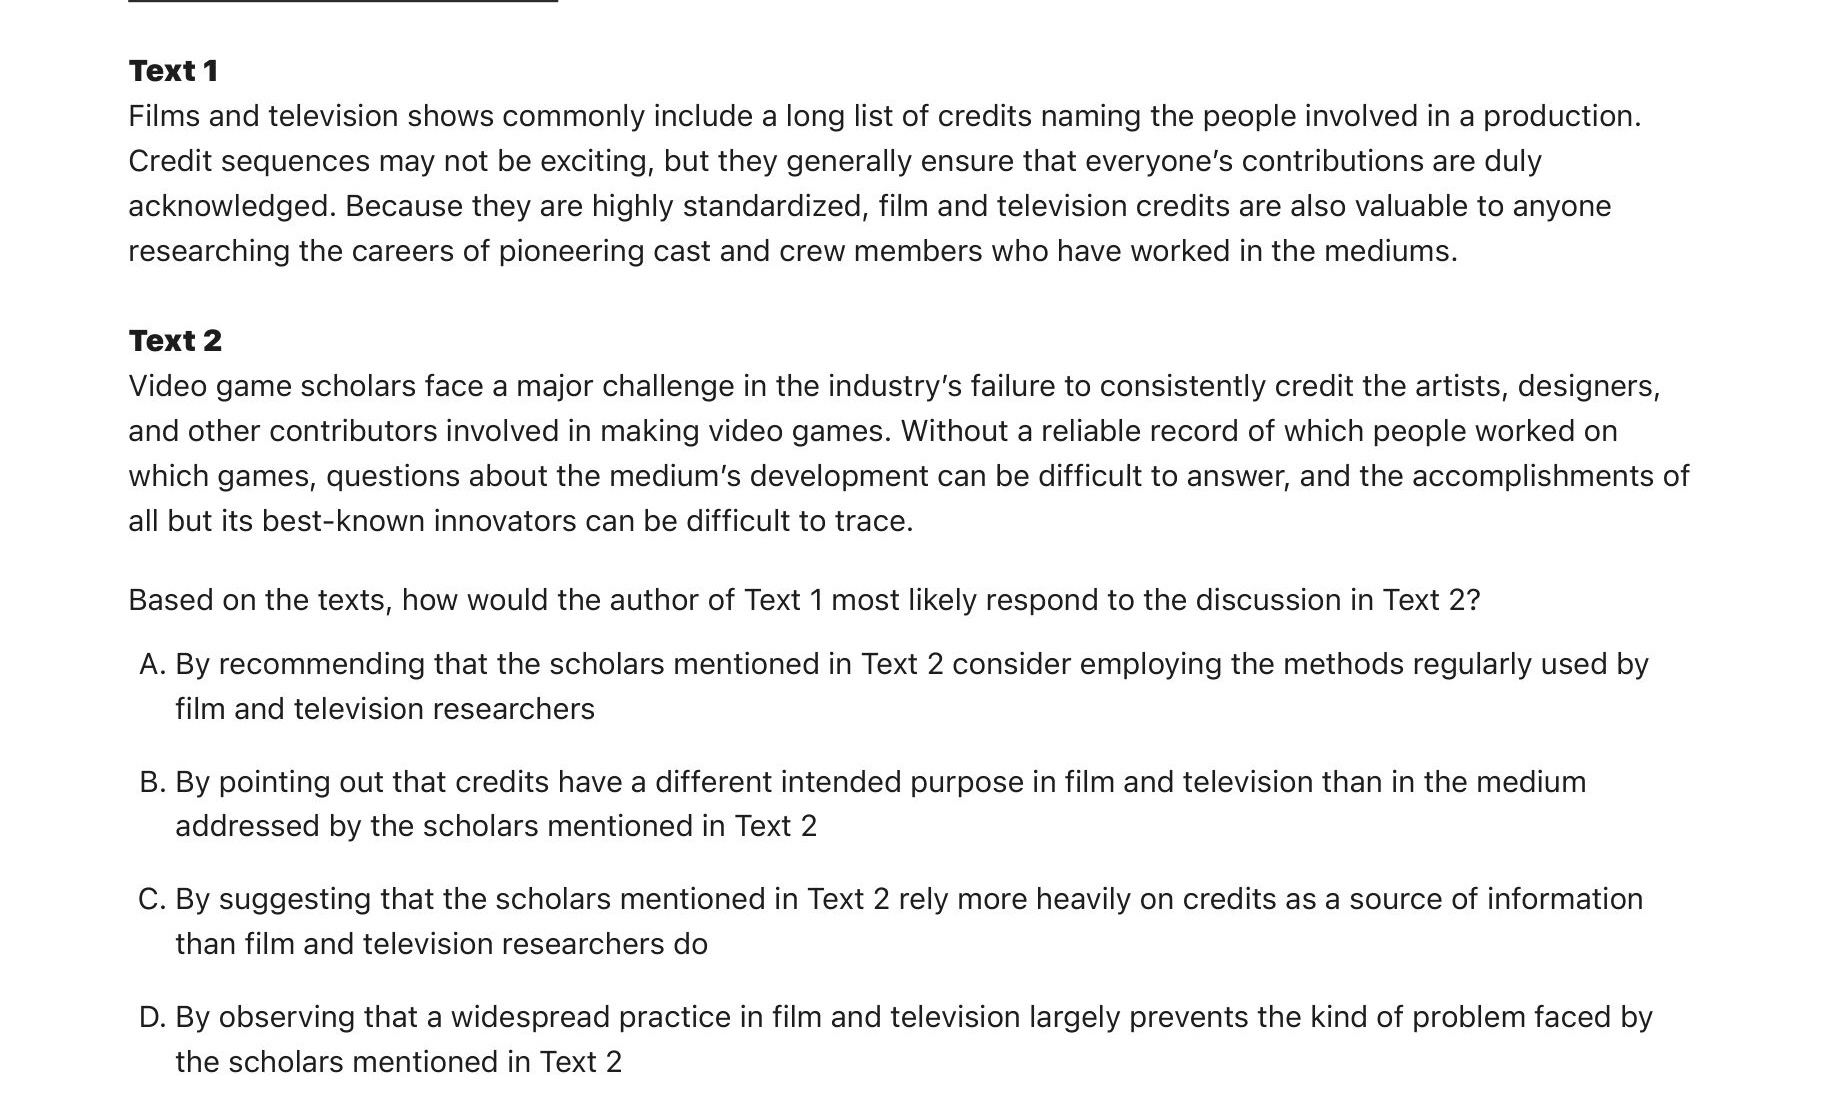 Text 1
Films and television shows commonly include a long list of credits naming the people involved in a production.
Credit sequences may not be exciting, but they generally ensure that everyone’s contributions are duly
acknowledged. Because they are highly standardized, film and television credits are also valuable to anyone
researching the careers of pioneering cast and crew members who have worked in the mediums.
Text 2
Video game scholars face a major challenge in the industry’s failure to consistently credit the artists, designers,
and other contributors involved in making video games. Without a reliable record of which people worked on
which games, questions about the medium’s development can be difficult to answer, and the accomplishments of
all but its best-known innovators can be difficult to trace.
Based on the texts, how would the author of Text 1 most likely respond to the discussion in Text 2?
A. By recommending that the scholars mentioned in Text 2 consider employing the methods regularly used by
film and television researchers
B. By pointing out that credits have a different intended purpose in film and television than in the medium
addressed by the scholars mentioned in Text 2
C. By suggesting that the scholars mentioned in Text 2 rely more heavily on credits as a source of information
than film and television researchers do
D. By observing that a widespread practice in film and television largely prevents the kind of problem faced by
the scholars mentioned in Text 2